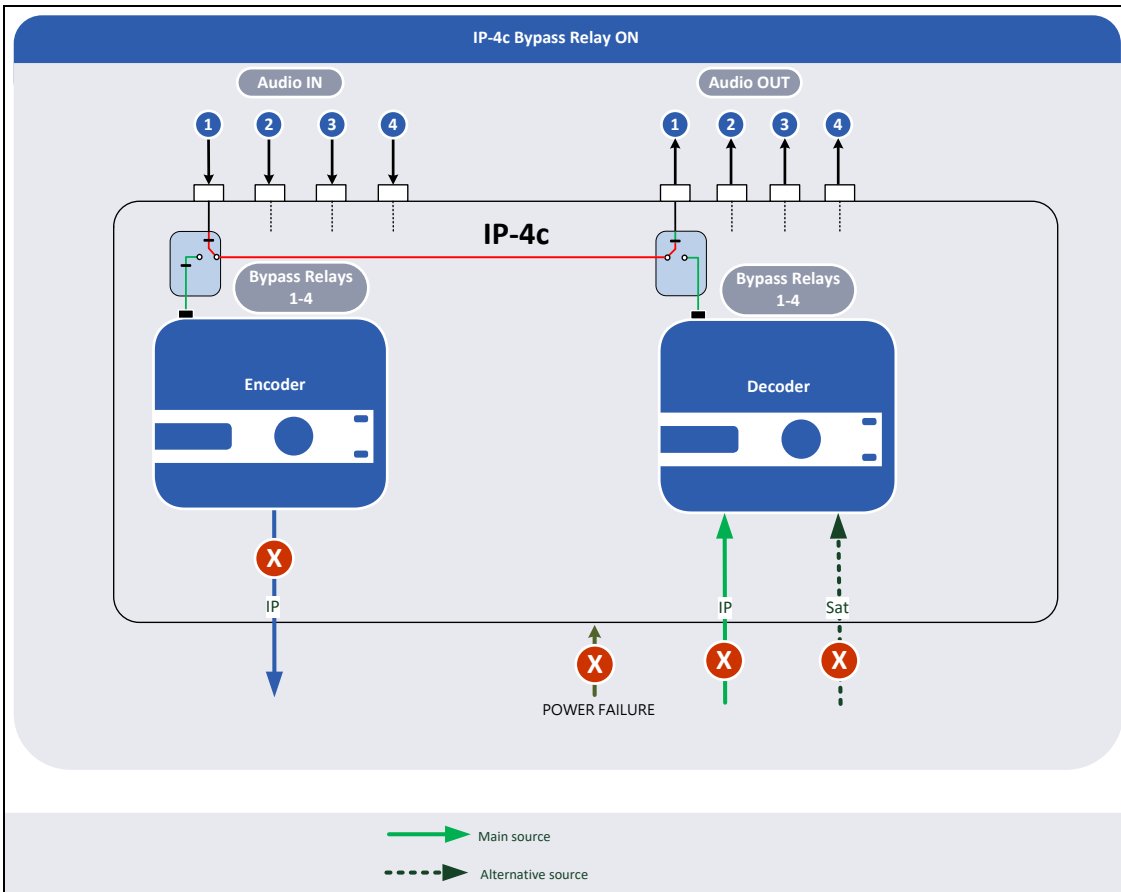 IP-4c Bypass Relay ON
Audio IN
Audio OUT
1 2 3 4
1 2 3 4
IP-4c
Bypass Relays
1-4
Bypass Relays
1-4
Encoder
Decoder
X
IP
IP
Sat
X
X
X
POWER FAILURE
Main source
Alternative source